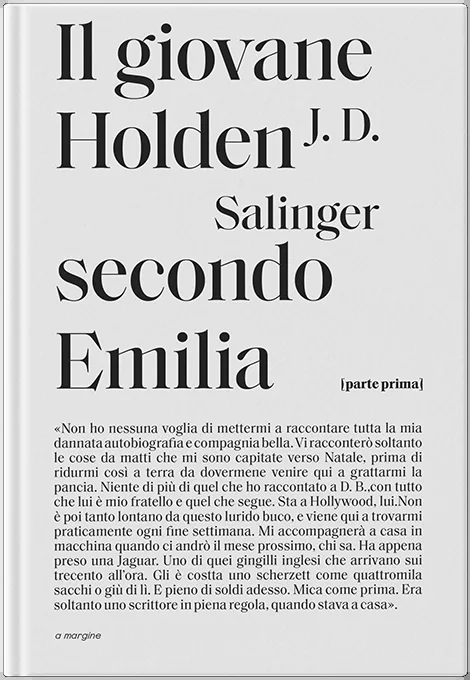 Il giovane
Holden J. D.
Salinger
secondo
Emilia
[parte prima]
«Non ho nessuna voglia di mettermi a raccontare tutta la mia
dannata autobiografia e compagnia bella. Vi racconterò soltanto
le cose da matti che mi sono capitate verso Natale, prima di
ridurmi così a terra da dovermene venire qui a grattarmi la
pancia. Niente di più di quel che ho raccontato a D. B..con tutto
che lui è mio fratello e quel che segue. Sta a Hollywood, lui.Non
è poi tanto lontano da questo lurido buco, e viene qui a trovarmi
praticamente ogni fine settimana. Mi accompagnerà a casa in
macchina quando ci andrò il mese prossimo, chi sa. Ha appena
preso una Jaguar. Uno di quei gingilli inglesi che arrivano sui
trecento all'ora. Gli è costta uno scherzett come quattromila
sacchi o giù di lì. E pieno di soldi adesso. Mica come prima. Era
soltanto uno scrittore in piena regola, quando stava a casa».
a margine